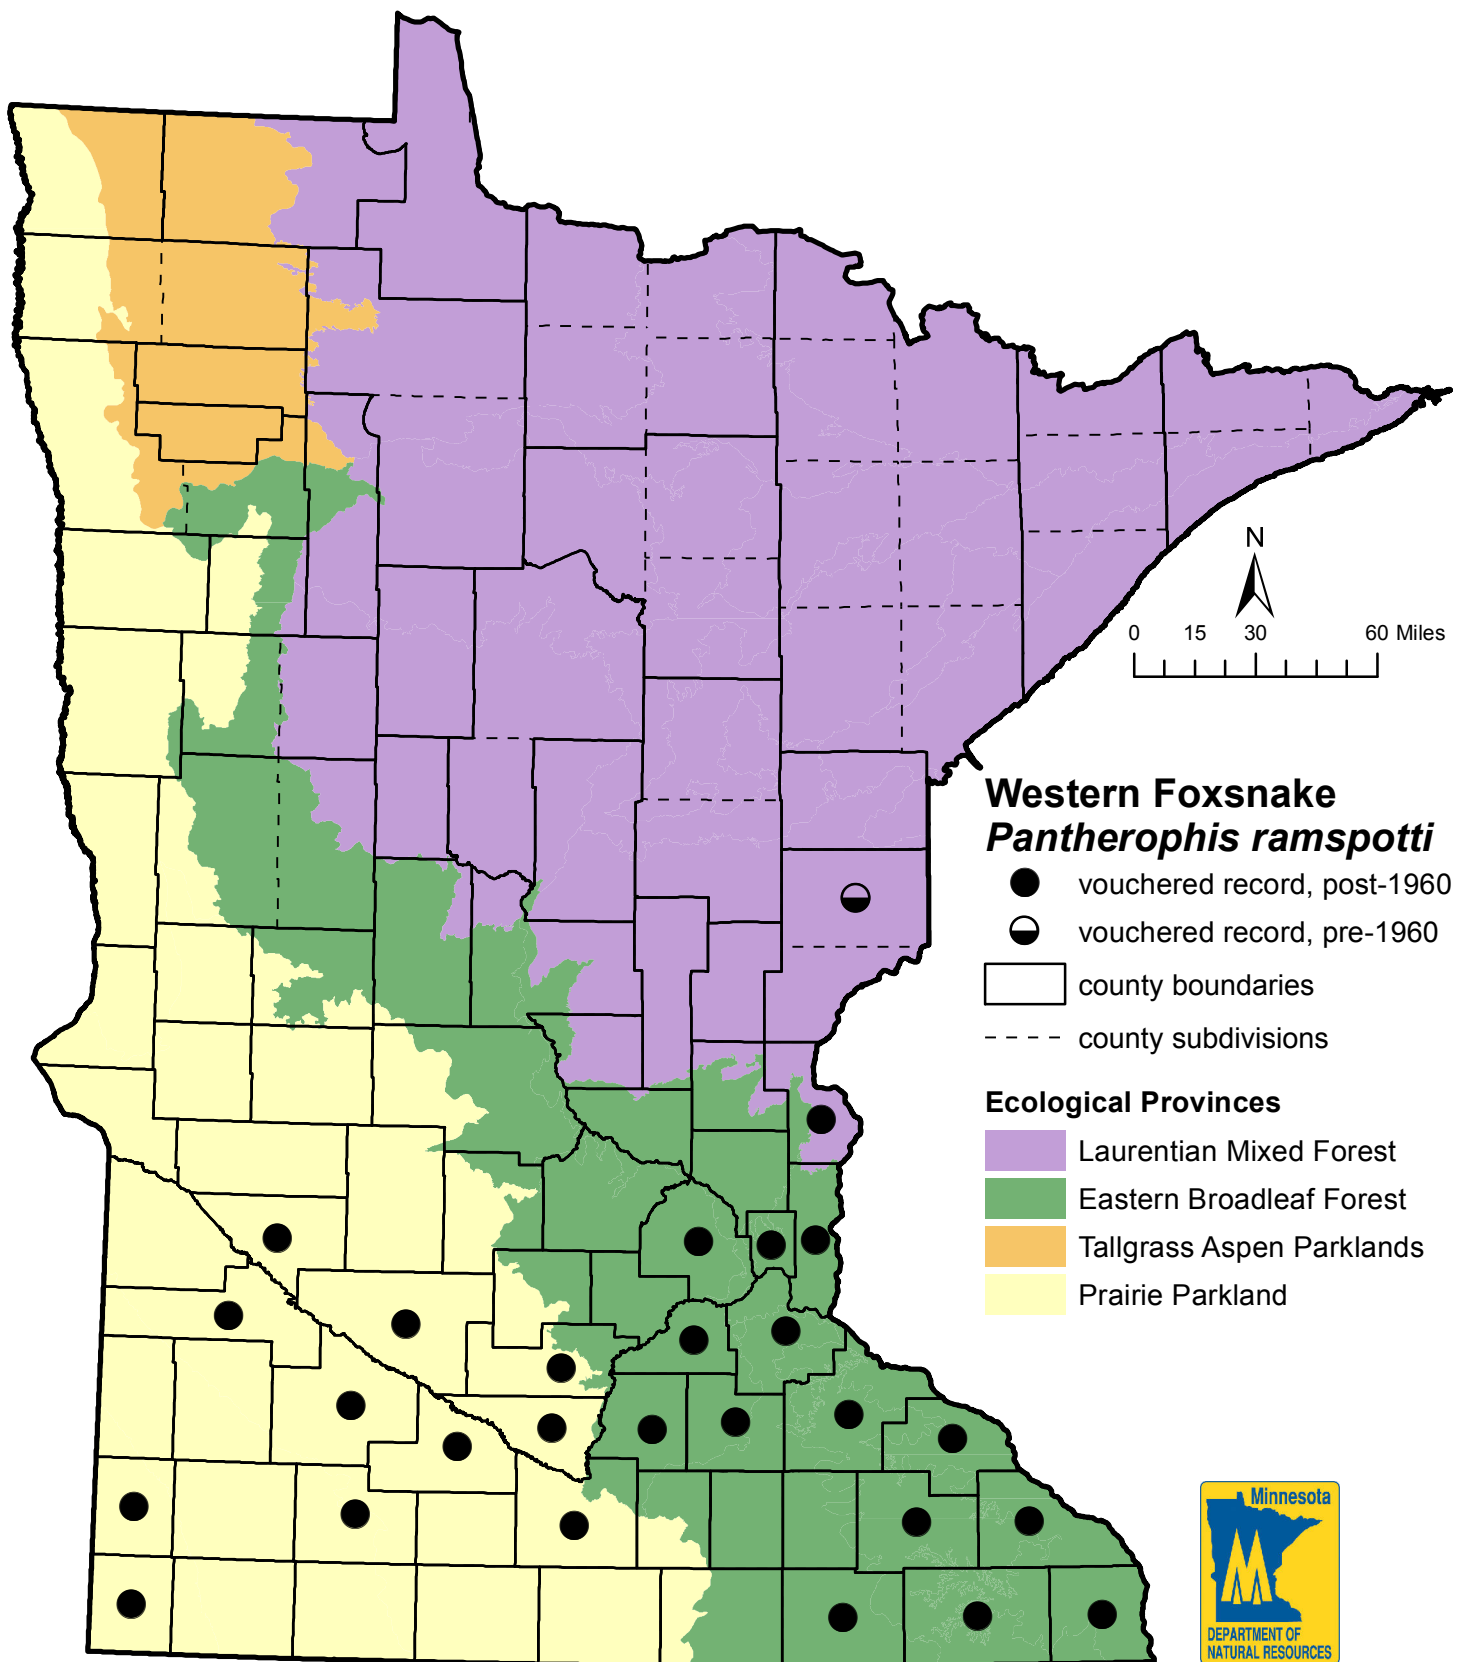 N
0 15 30 60 Miles
Western Foxsnake
Pantherophis ramspotti
vouchered record, post-1960
vouchered record, pre-1960
county boundaries
county subdivisions
Ecological Provinces
Laurentian Mixed Forest
Eastern Broadleaf Forest
Tallgrass Aspen Parklands
Prairie Parkland
Minnesota
DEPARTMENT OF
NATURAL RESOURCES